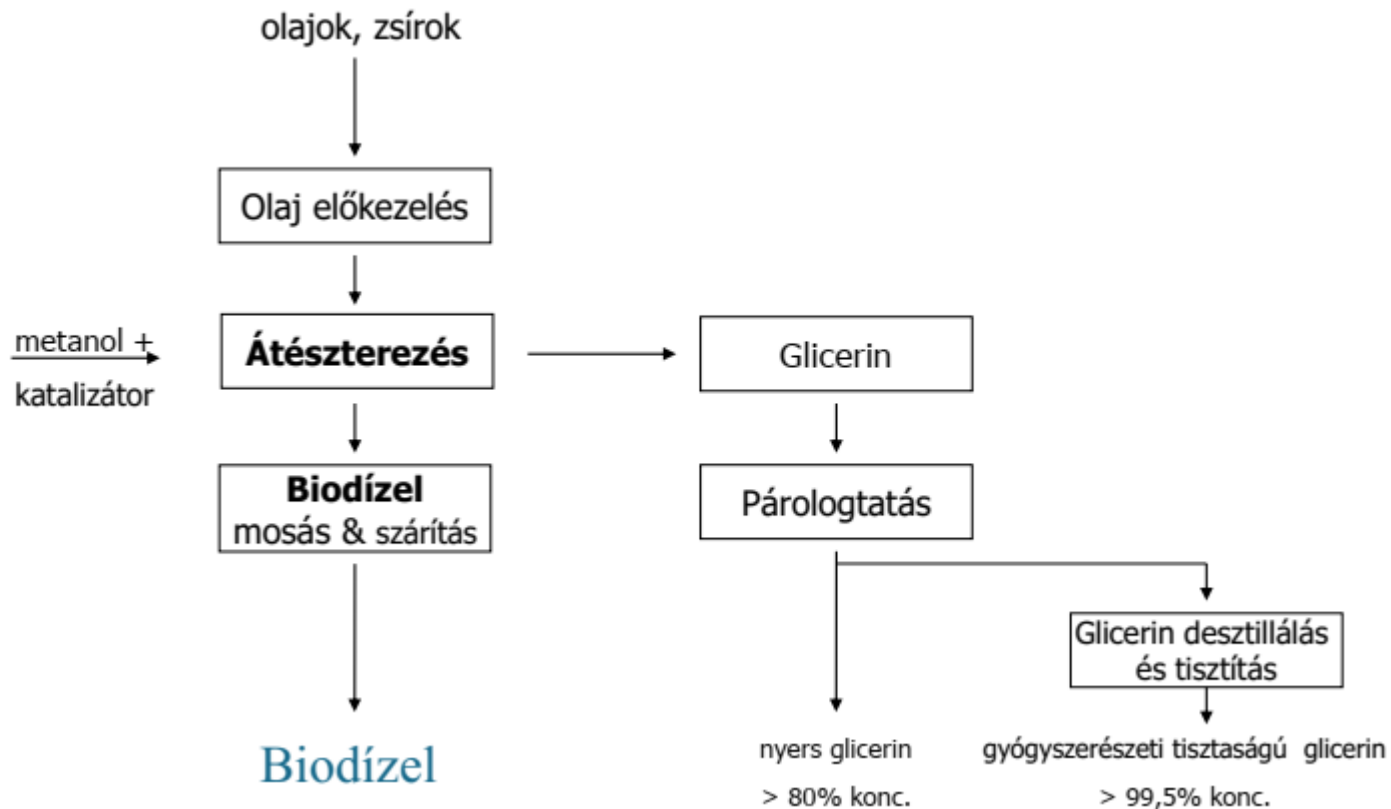 olajok, zsírok
Olaj előkezelés
metanol +
katalizátor
Átészterezés
Glicerin
Biodízel
mosás & szárítás
Párologtatás
Glicerin desztillálás
és tisztítás
Biodízel
nyers glicerin
> 80% konc.
gyógyszerészeti tisztaságú glicerin
> 99,5% konc.